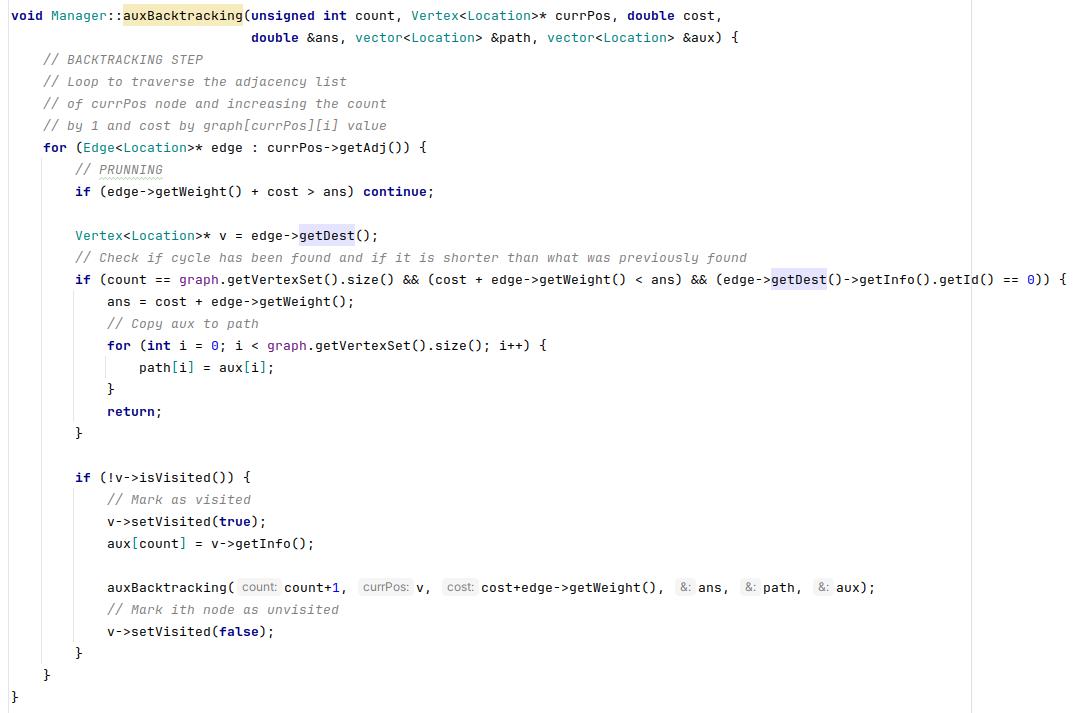 void Manager::auxBacktracking(unsigned int count, Vertex<Location>* currPos, double cost,
                              double &ans, vector<Location> &path, vector<Location> &aux) {
    // BACKTRACKING STEP
    // Loop to traverse the adjacency list
    // of currPos node and increasing the count
    // by 1 and cost by graph[currPos][i] value
    for (Edge<Location>* edge : currPos->getAdj()) {
        // PRUNNING
        if (edge->getWeight() + cost > ans) continue;

        Vertex<Location>* v = edge->getDest();
        // Check if cycle has been found and if it is shorter than what was previously found
        if (count == graph.getVertexSet().size() && (cost + edge->getWeight() < ans) && (edge->getDest()->getInfo().getId() == 0)) {
            ans = cost + edge->getWeight();
            // Copy aux to path
            for (int i = 0; i < graph.getVertexSet().size(); i++) {
                path[i] = aux[i];
            }
            return;
        }

        if (!v->isVisited()) {
            // Mark as visited
            v->setVisited(true);
            aux[count] = v->getInfo();

            auxBacktracking( count: count+1, currPos: v, cost: cost+edge->getWeight(), &: ans, &: path, &: aux);
            // Mark ith node as unvisited
            v->setVisited(false);
        }
    }
}